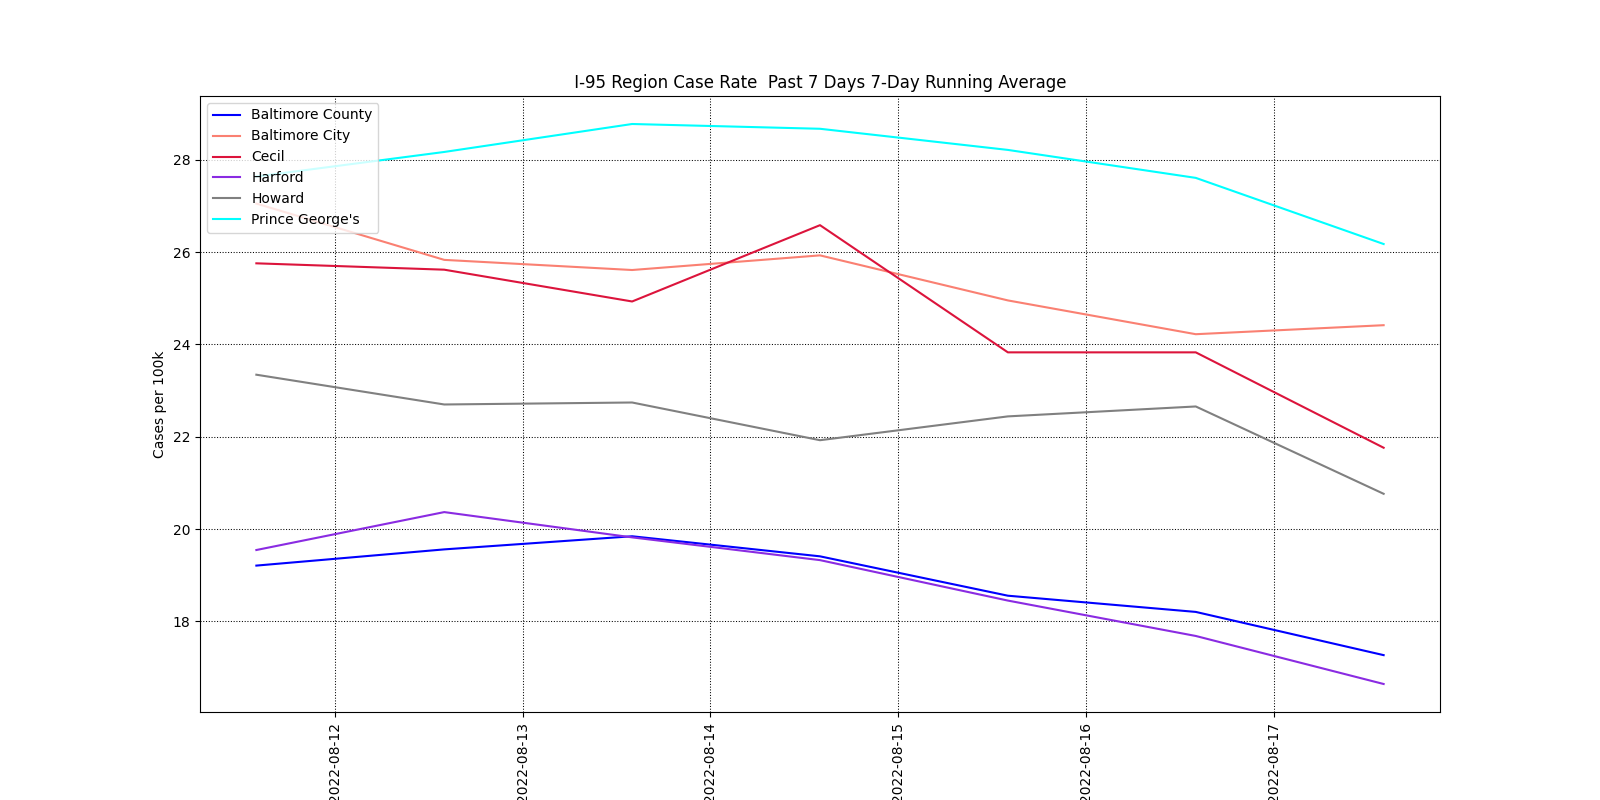 I-95 Region Case Rate  Past 7 Days 7-Day Running Average
Baltimore County
Baltimore City
Cecil
Harford
Howard
Prince George's
Cases per 100k
28
26
24
22
20
18
2022-08-12
2022-08-13
2022-08-14
2022-08-15
2022-08-16
2022-08-17